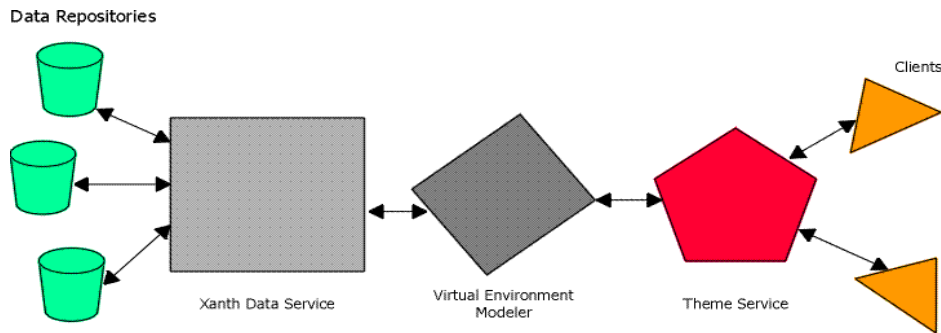 Data Repositories
Clients
Xanth Data Service
Virtual Environment
Modeler
Theme Service